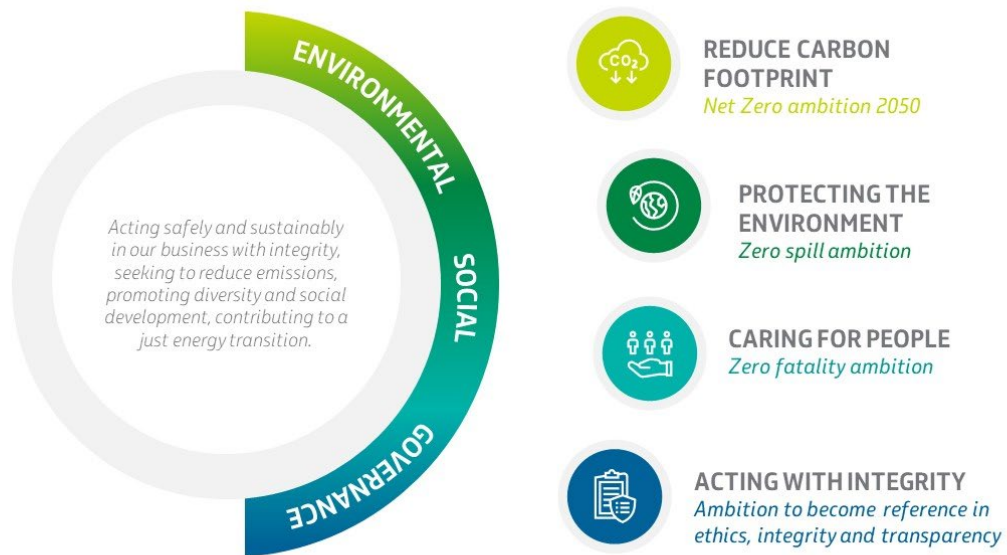 ENVIRONMENTAL
SOCIAL
GOVERNANCE
Acting safely and sustainably
in our business with integrity,
seeking to reduce emissions,
promoting diversity and social
development, contributing to a
just energy transition.
CO₂
REDUCE CARBON
FOOTPRINT
Net Zero ambition 2050
PROTECTING THE
ENVIRONMENT
Zero spill ambition
CARING FOR PEOPLE
Zero fatality ambition
ACTING WITH INTEGRITY
Ambition to become reference in
ethics, integrity and transparency